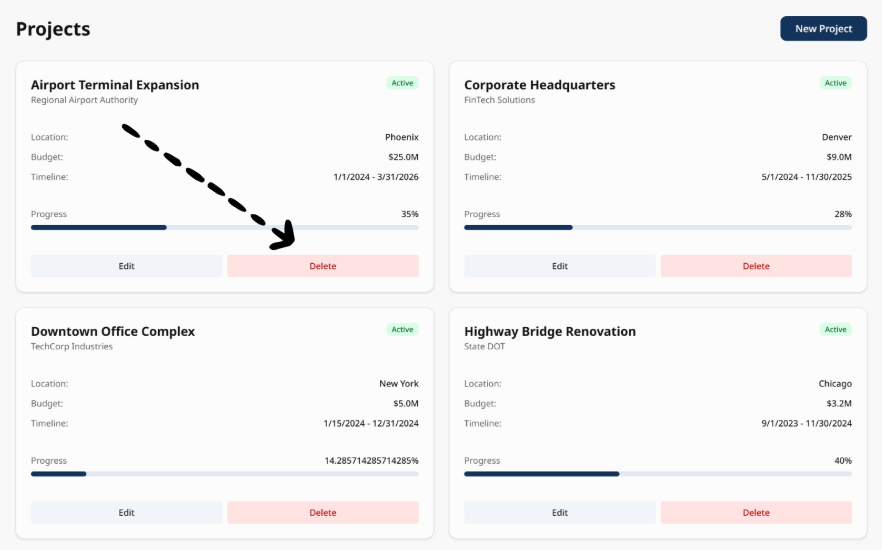 Projects
New Project
Airport Terminal Expansion
Active
Regional Airport Authority
Location: Phoenix
Budget: $25.0M
Timeline: 1/1/2024 - 3/31/2026
Progress 35%
Edit Delete
Corporate Headquarters
Active
FinTech Solutions
Location: Denver
Budget: $9.0M
Timeline: 5/1/2024 - 11/30/2025
Progress 28%
Edit Delete
Downtown Office Complex
Active
TechCorp Industries
Location: New York
Budget: $5.0M
Timeline: 1/15/2024 - 12/31/2024
Progress 14.285714285714285%
Edit Delete
Highway Bridge Renovation
Active
State DOT
Location: Chicago
Budget: $3.2M
Timeline: 9/1/2023 - 11/30/2024
Progress 40%
Edit Delete